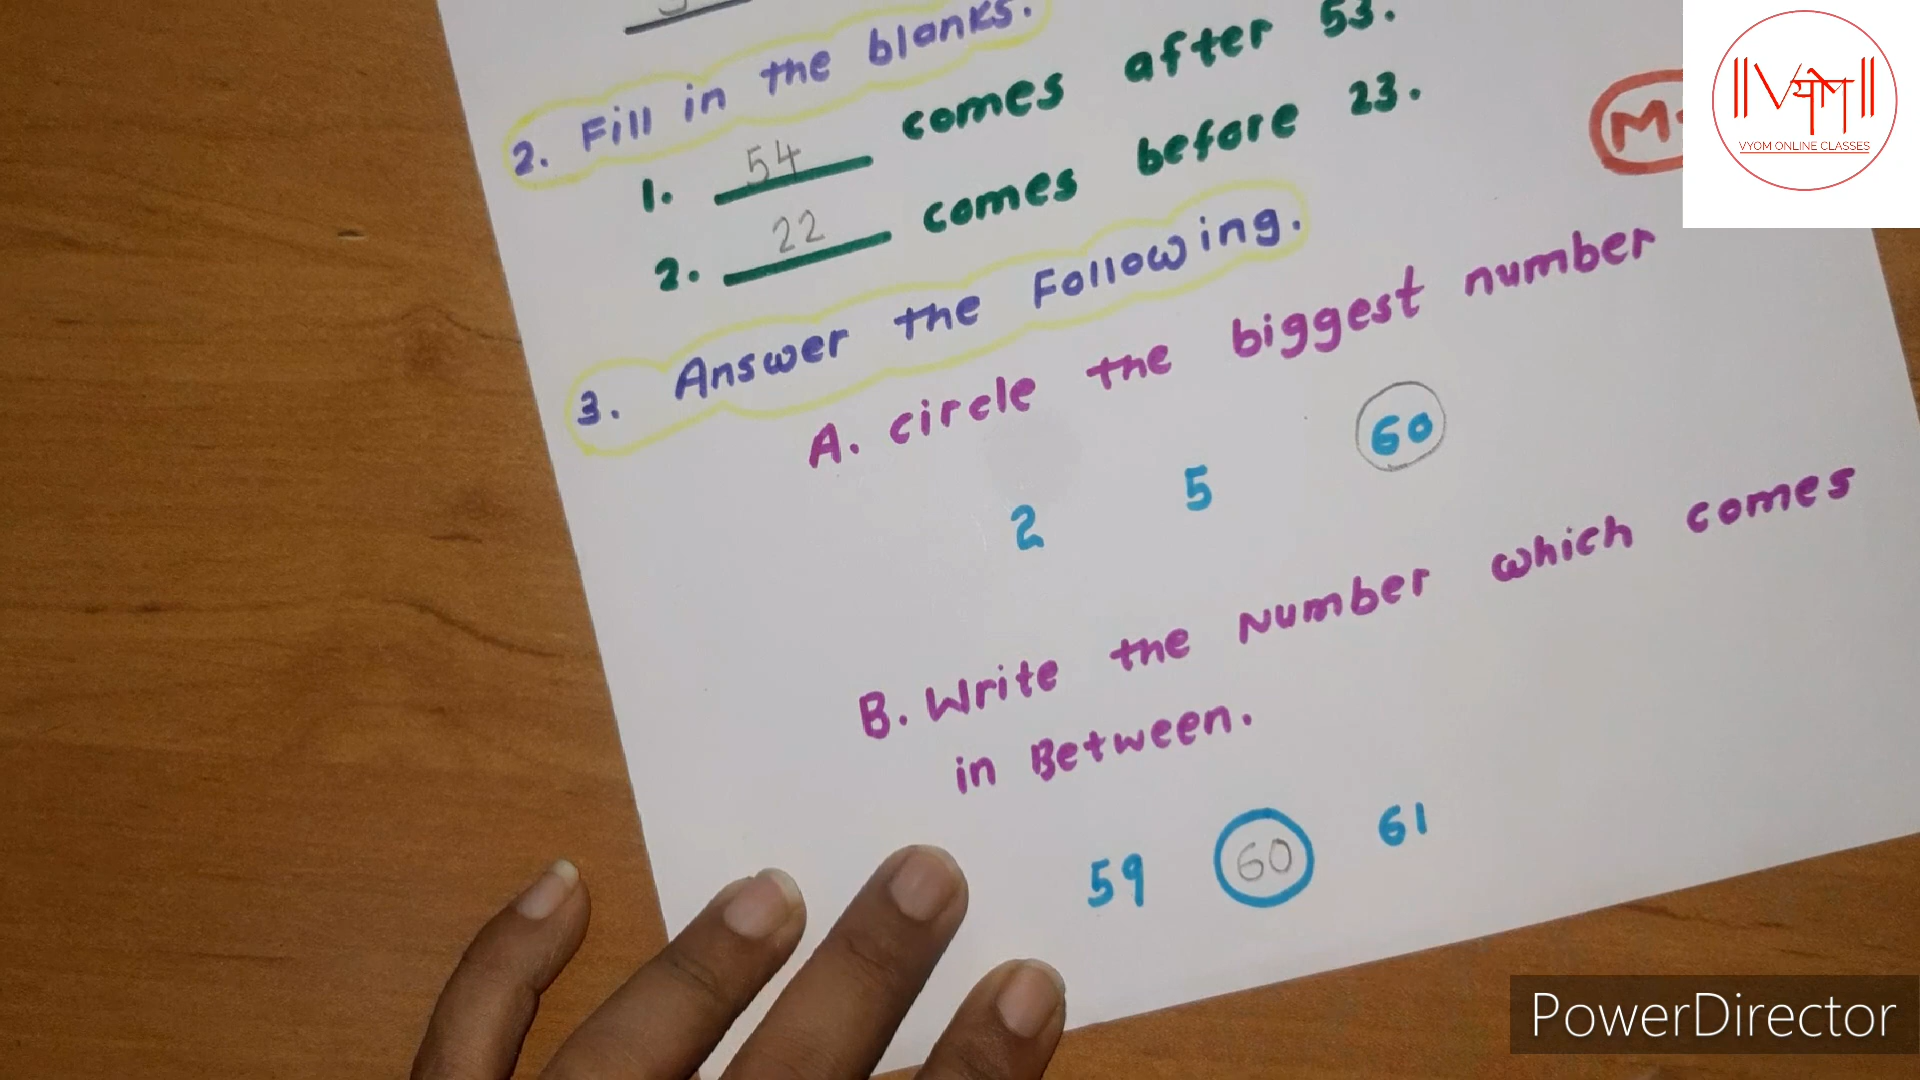 2. Fill in the blanks.
1. 54 comes after 53.
2. 22 comes before 23.
3. Answer the Following.
A. circle the biggest number
2 5 60
B. Write the Number which comes
in Between.
59 60 61
||व्योम||
VYOM ONLINE CLASSES
PowerDirector